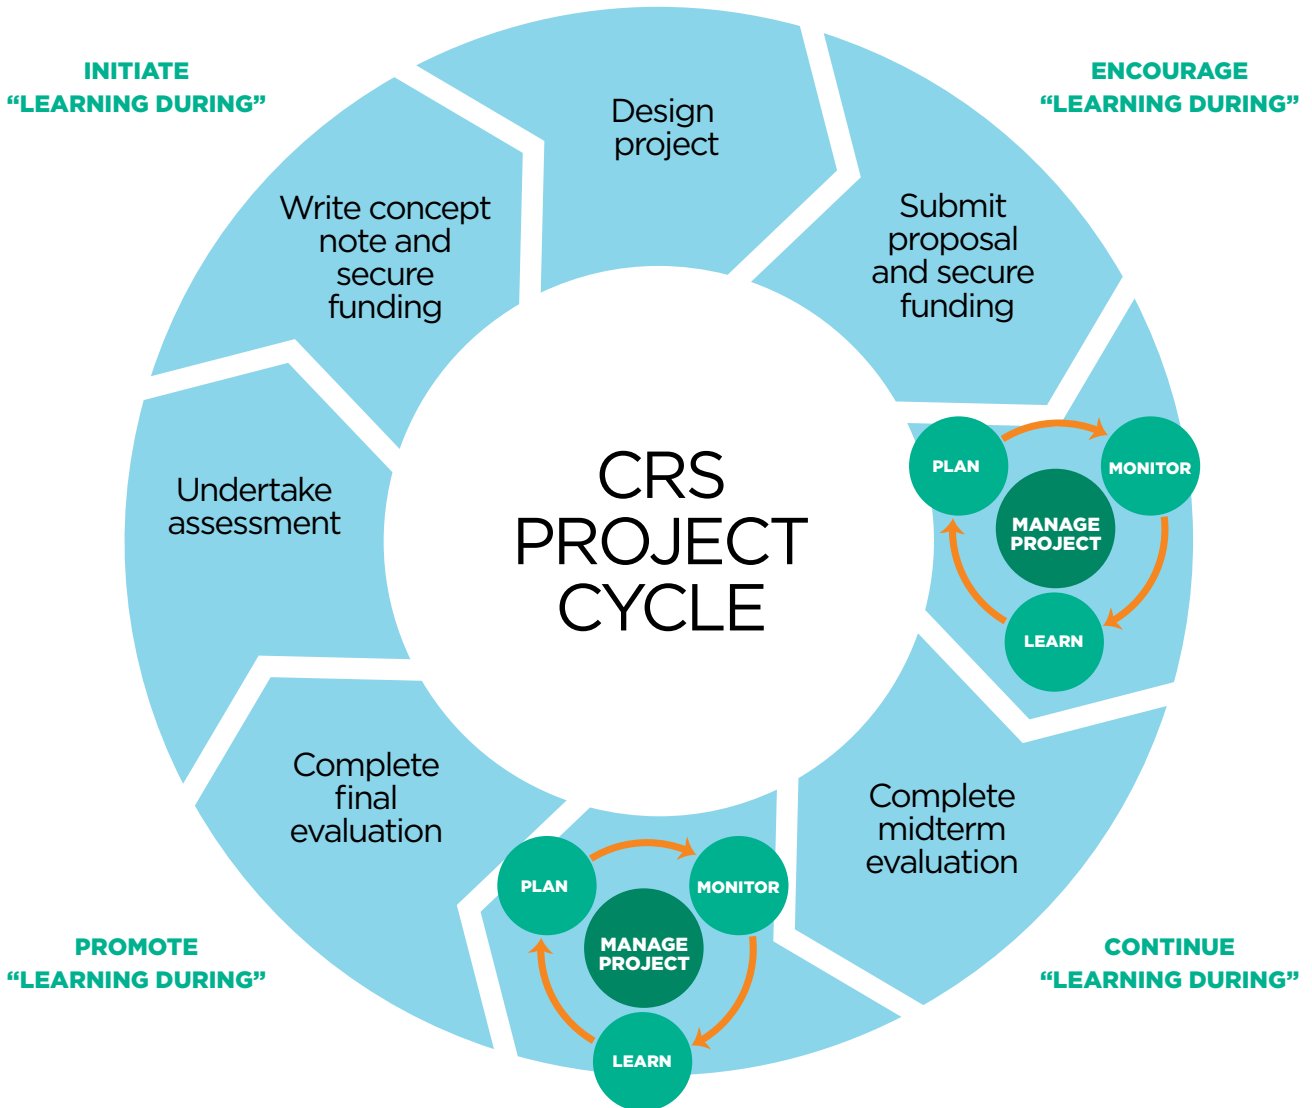 INITIATE
“LEARNING DURING”
ENCOURAGE
“LEARNING DURING”
Design
project
Write concept
note and
secure
funding
Submit
proposal
and secure
funding
Undertake
assessment
CRS
PROJECT
CYCLE
PLAN
MONITOR
MANAGE
PROJECT
LEARN
Complete
final
evaluation
Complete
midterm
evaluation
PLAN
MONITOR
MANAGE
PROJECT
LEARN
PROMOTE
“LEARNING DURING”
CONTINUE
“LEARNING DURING”